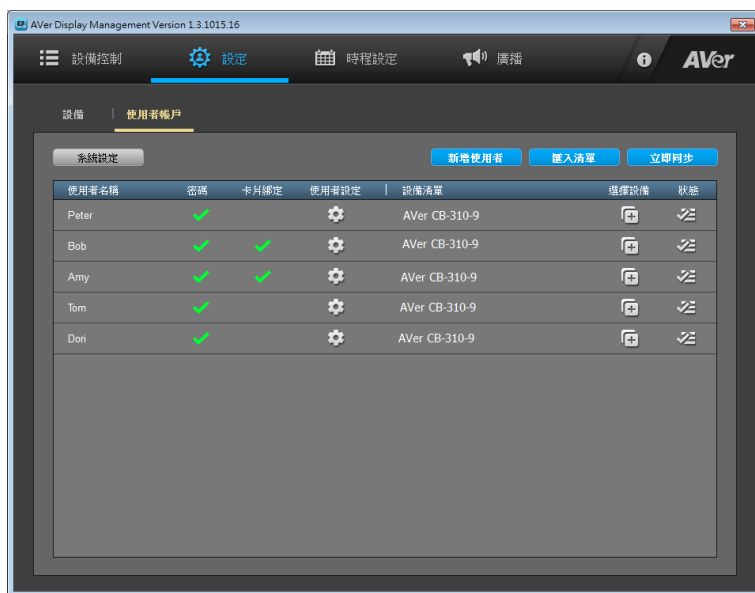 AVer Display Management Version 1.3.1015.16
設備控制 設定 時程設定 廣播 AVer
設備 | 使用者帳戶
系統設定 新增使用者 匯入清單 立即同步
使用者名稱 密碼 卡片綁定 使用者設定 | 設備清單 選擇設備 狀態
Peter AVer CB-310-9
Bob AVer CB-310-9
Amy AVer CB-310-9
Tom AVer CB-310-9
Dori AVer CB-310-9